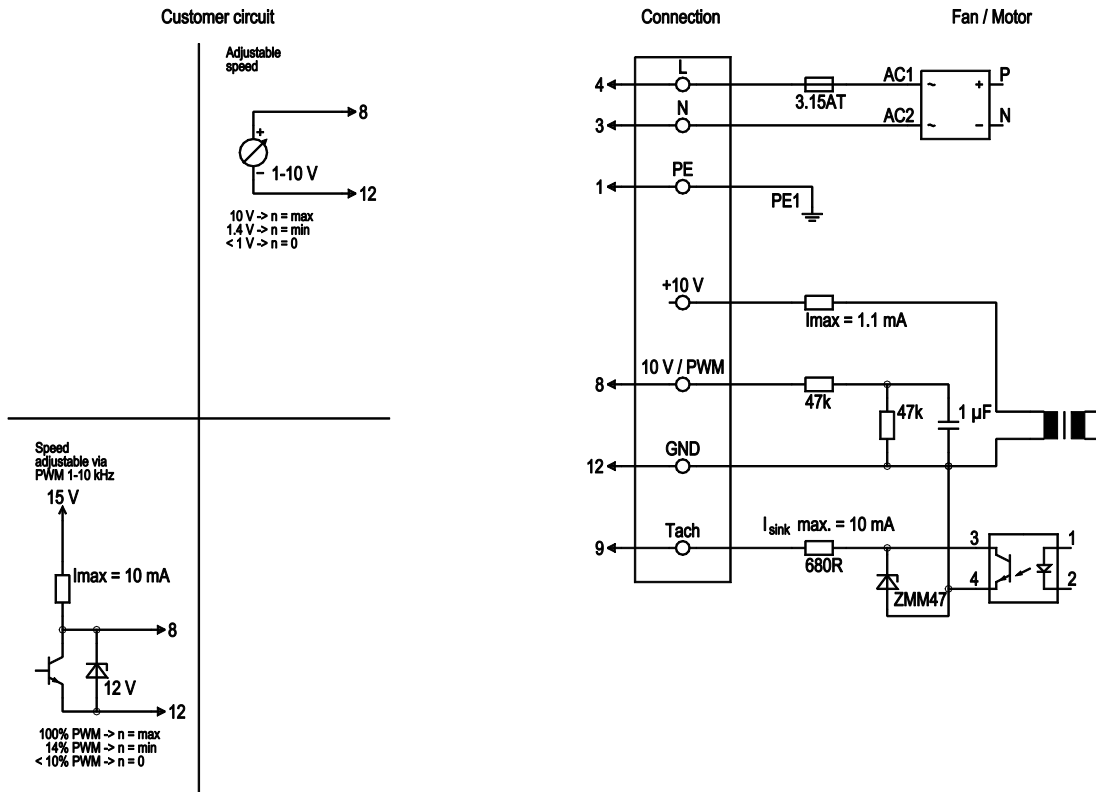 Customer circuit
Connection
Fan / Motor
Adjustable
speed
8
+
1-10 V
–
12
10 V -> n = max
1.4 V -> n = min
< 1 V -> n = 0
4
L
3.15AT
AC1
~
+
P
3
N
AC2
~
–
N
1
PE
PE1
+10 V
Imax = 1.1 mA
8
10 V / PWM
47k
47k
1 µF
12
GND
9
Tach
Isink max. = 10 mA
680R
ZMM47
3
1
4
2
Speed
adjustable via
PWM 1-10 kHz
15 V
Imax = 10 mA
8
12 V
12
100% PWM -> n = max
14% PWM -> n = min
< 10% PWM -> n = 0